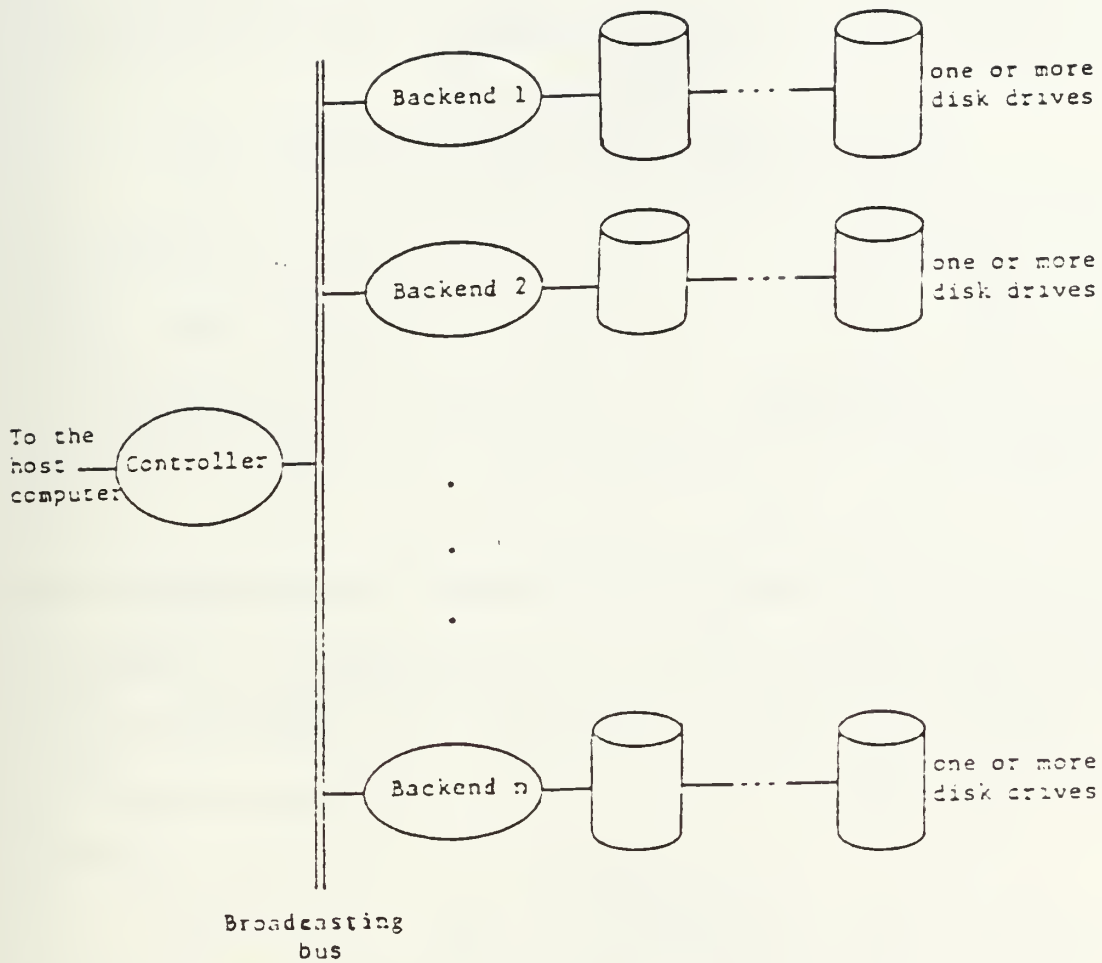 Backend 1
one or more
disk drives
Backend 2
one or more
disk drives
To the
host
computer
Controller
Backend n
one or more
disk drives
Broadcasting
bus